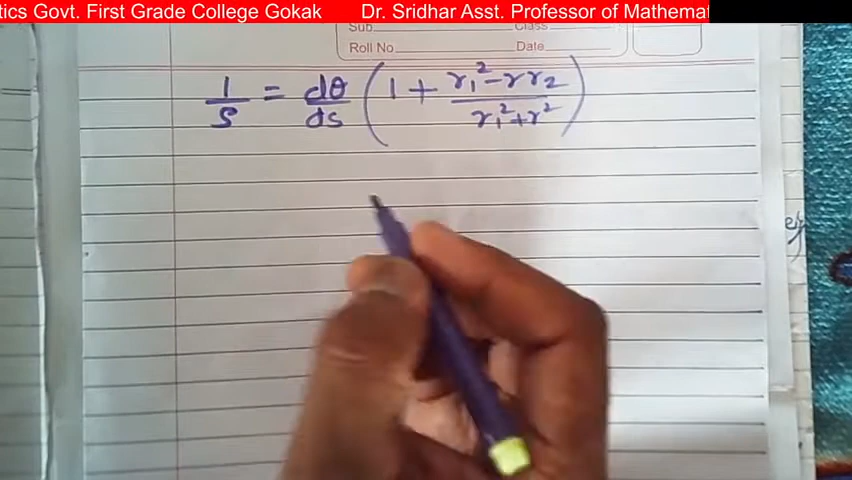 tics Govt. First Grade College Gokak Dr. Sridhar Asst. Professor of Mathemat
Sub Class
Roll No Date
1/S = dθ/ds (1 + r₁² - r r₂ / r₁² + r²)